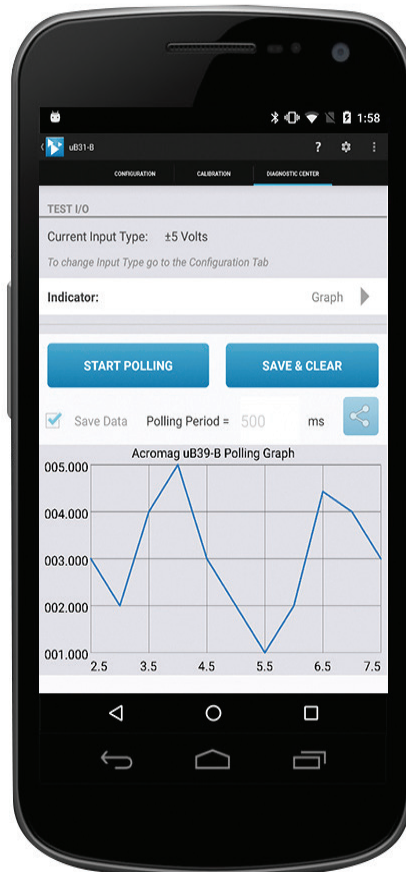 1:58
uB31-B ?
CONFIGURATION CALIBRATION DIAGNOSTIC CENTER
TEST I/O
Current Input Type: ±5 Volts
To change Input Type go to the Configuration Tab
Indicator: Graph
START POLLING SAVE & CLEAR
Save Data Polling Period = 500 ms
Acromag uB39-B Polling Graph
005.000
004.000
003.000
002.000
001.000
2.5 3.5 4.5 5.5 6.5 7.5